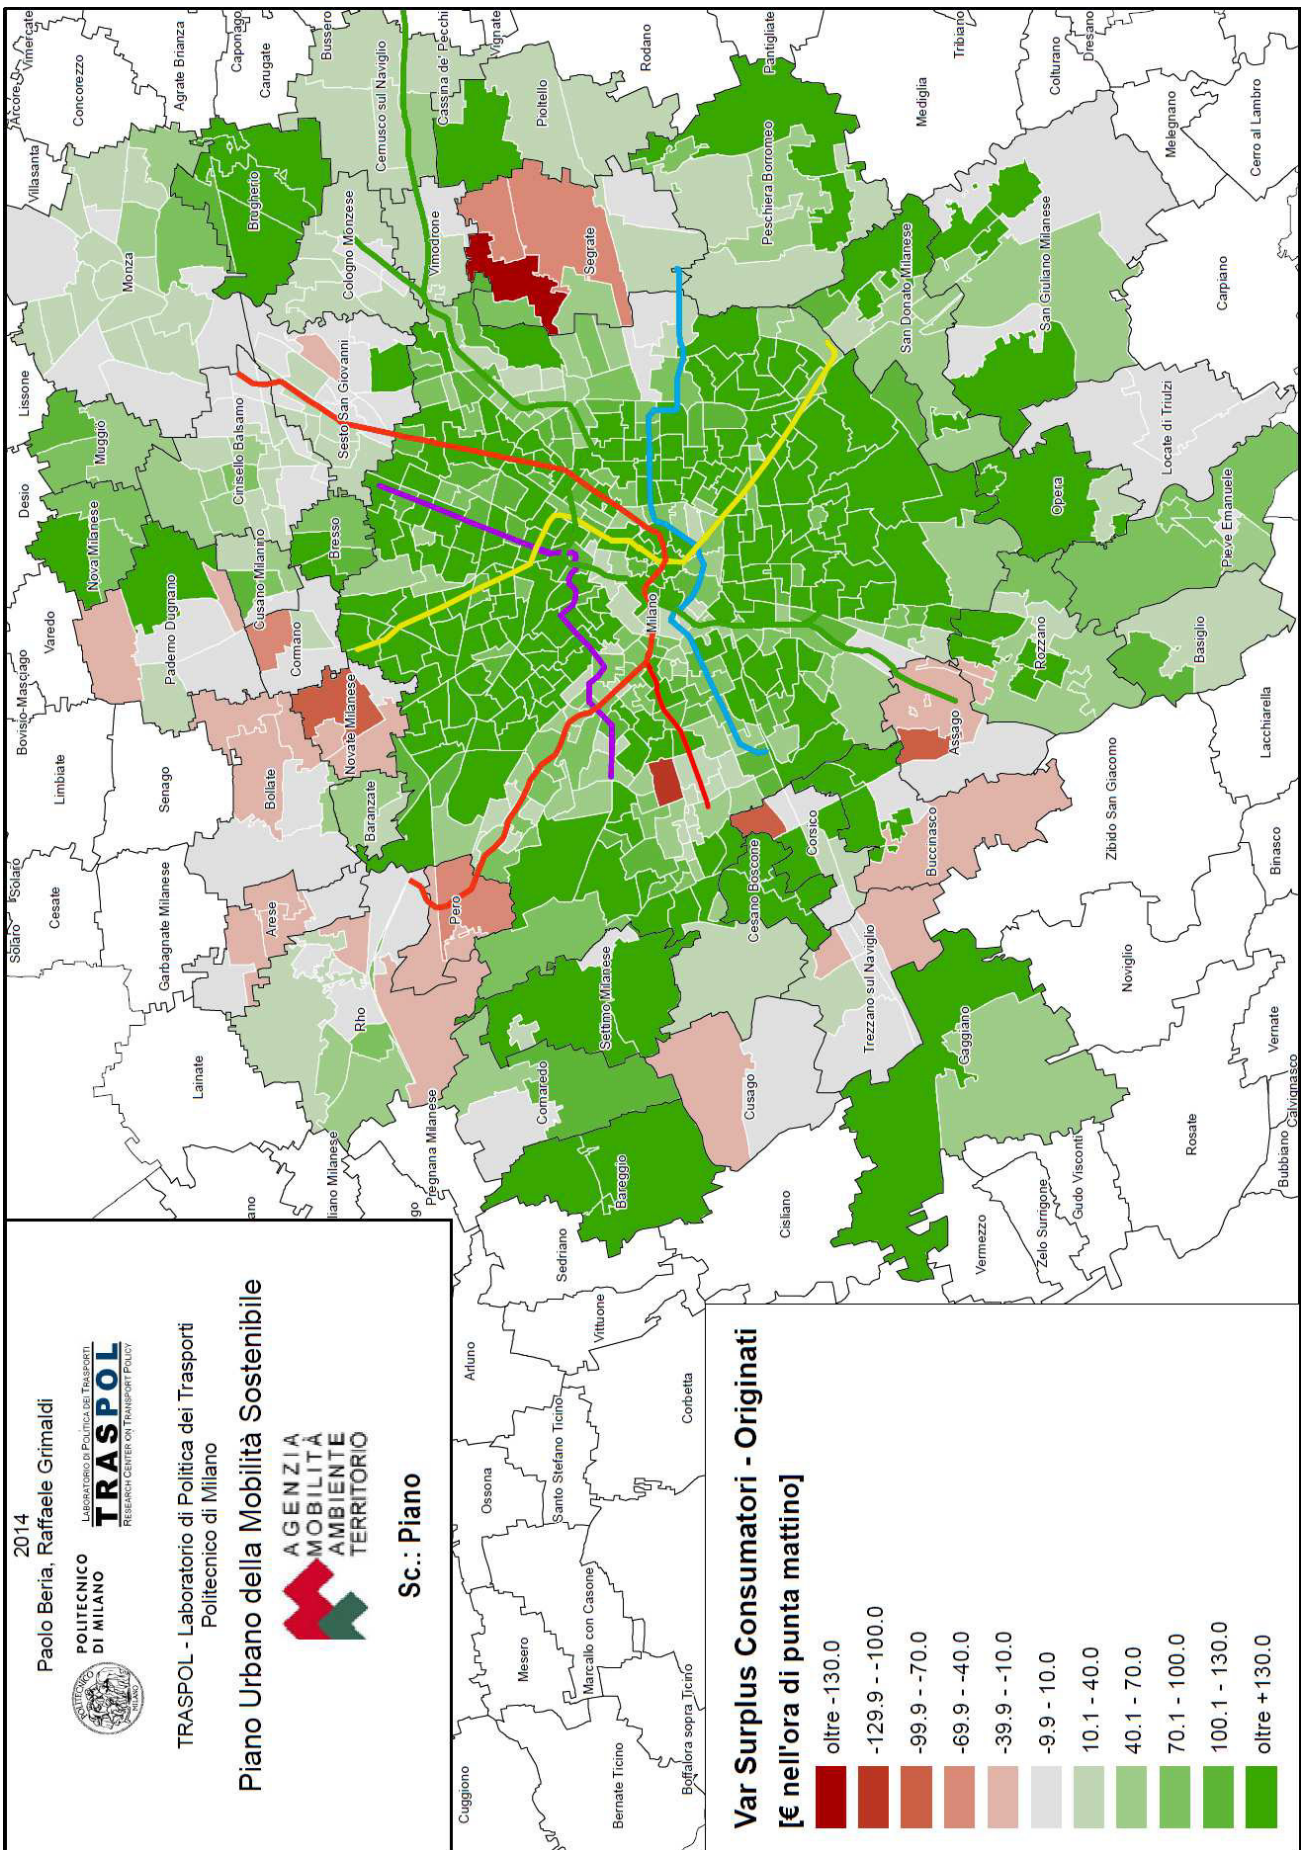 2014
Paolo Beria, Raffaele Grimaldi
POLITECNICO
DI MILANO
LABORATORIO DI POLITICA DEI TRASPORTI
TRASPOL
RESEARCH CENTER ON TRANSPORT POLICY
TRASPOL - Laboratorio di Politica dei Trasporti
Politecnico di Milano
Piano Urbano della Mobilità Sostenibile
AGENZIA
MOBILITÀ
AMBIENTE
TERRITORIO
Sc.: Piano
Var Surplus Consumatori - Originati
[€ nell'ora di punta mattino]
oltre -130.0
-129.9 - -100.0
-99.9 - -70.0
-69.9 - -40.0
-39.9 - -10.0
-9.9 - 10.0
10.1 - 40.0
40.1 - 70.0
70.1 - 100.0
100.1 - 130.0
oltre +130.0
Cuggiono
Mesero
Ossona
Arluno
Bernate Ticino
Marcallo con Casone
Santo Stefano Ticino
Vittuone
Sedriano
Boffalora sopra Ticino
Corbetta
Cisliano
Vermezzo
Zelo Surrigone
Gudo Visconti
Rosate
Bubbiano
Calvignasco
Vernate
Noviglio
Binasco
Zibido San Giacomo
Lacchiarella
Lainate
Pregnana Milanese
Garbagnate Milanese
Solaro
Solaro
Cesate
Senago
Limbiate
Bovisio-Masciago
Varedo
Desio
Lissone
Villasanta
Arcore
Vimercate
Concorezzo
Agrate Brianza
Caponago
Carugate
Bussero
Cernusco sul Naviglio
Cassina de' Pecchi
Vignate
Pioltello
Rodano
Pantigliate
Mediglia
Tribiano
Colturano
Dresano
Melegnano
Cerro al Lambro
Carpiano
Rho
Arese
Bollate
Baranzate
Pero
Novate Milanese
Cormano
Paderno Dugnano
Cusano Milanino
Nova Milanese
Bresso
Muggiò
Cinisello Balsamo
Sesto San Giovanni
Monza
Brugherio
Cologno Monzese
Vimodrone
Segrate
Peschiera Borromeo
San Donato Milanese
San Giuliano Milanese
Locate di Triulzi
Opera
Pieve Emanuele
Basiglio
Rozzano
Assago
Buccinasco
Corsico
Cesano Boscone
Trezzano sul Naviglio
Gaggiano
Cusago
Settimo Milanese
Cornaredo
Bareggio
Milano